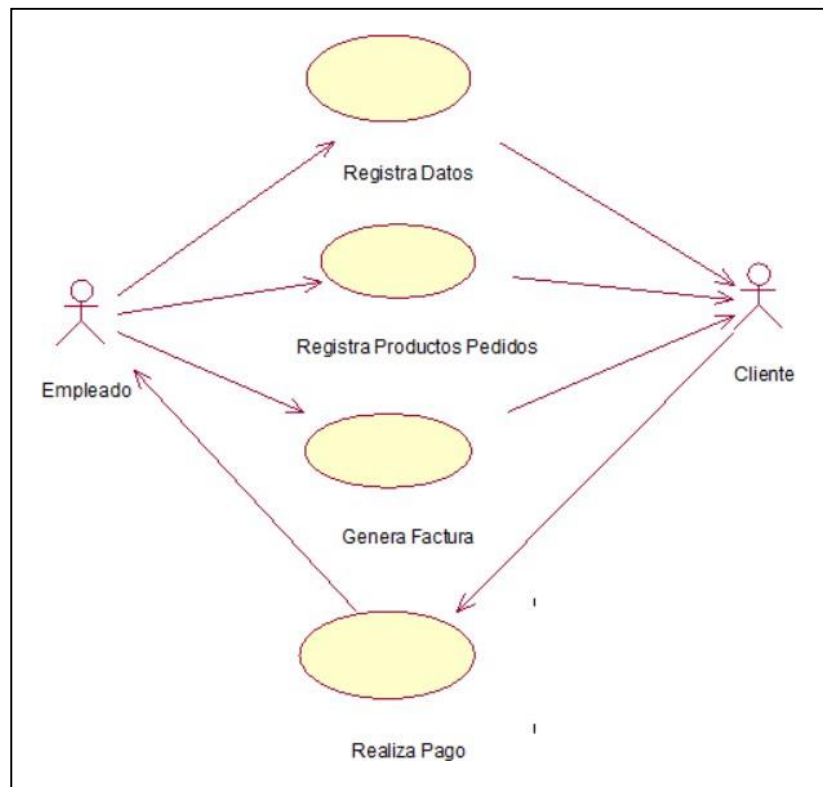 Registra Datos
Registra Productos Pedidos
Empleado
Cliente
Genera Factura
Realiza Pago